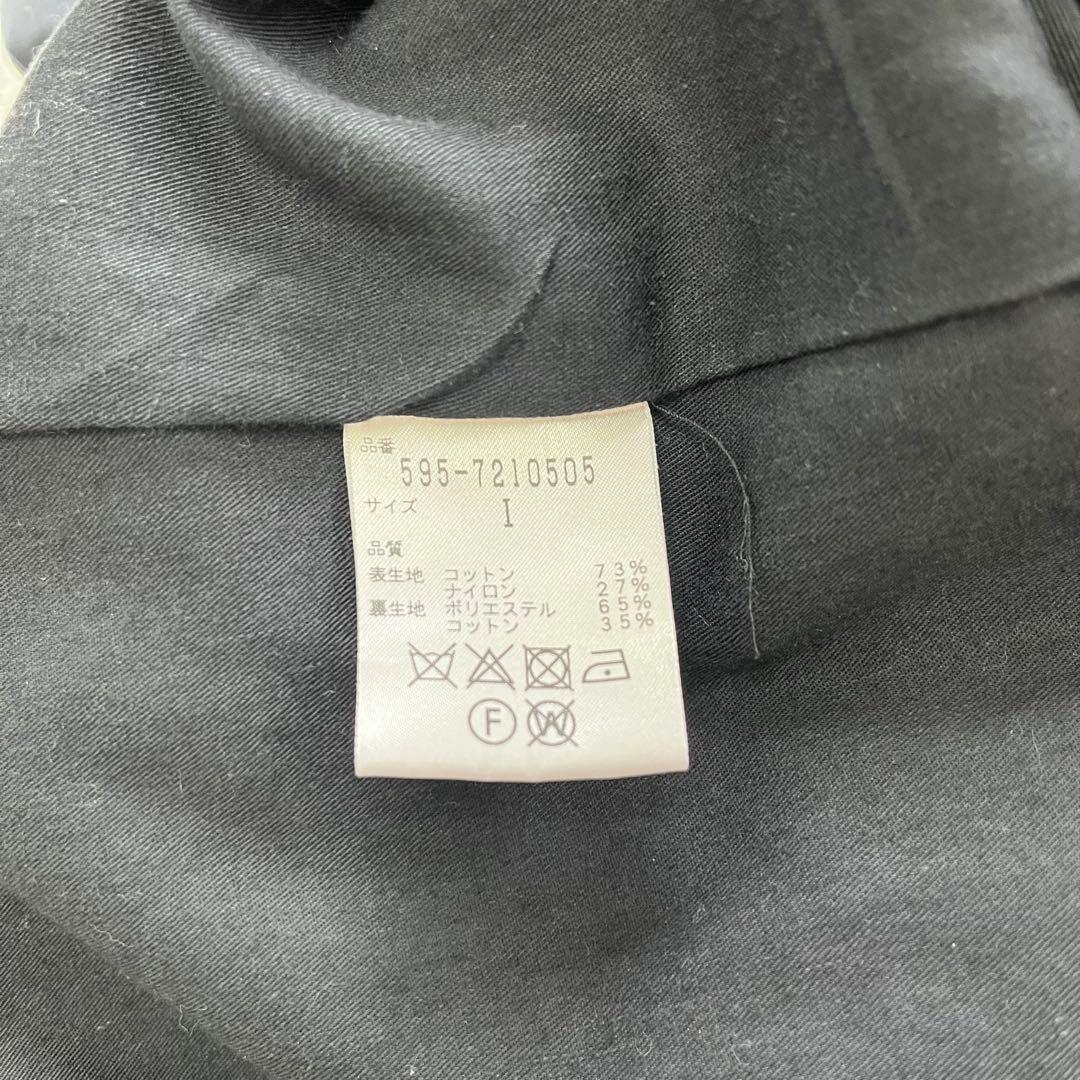 品番
595-7210505
サイズ I
品質
表生地 コットン 73%
ナイロン 27%
裏生地 ポリエステル 65%
コットン 35%
F W